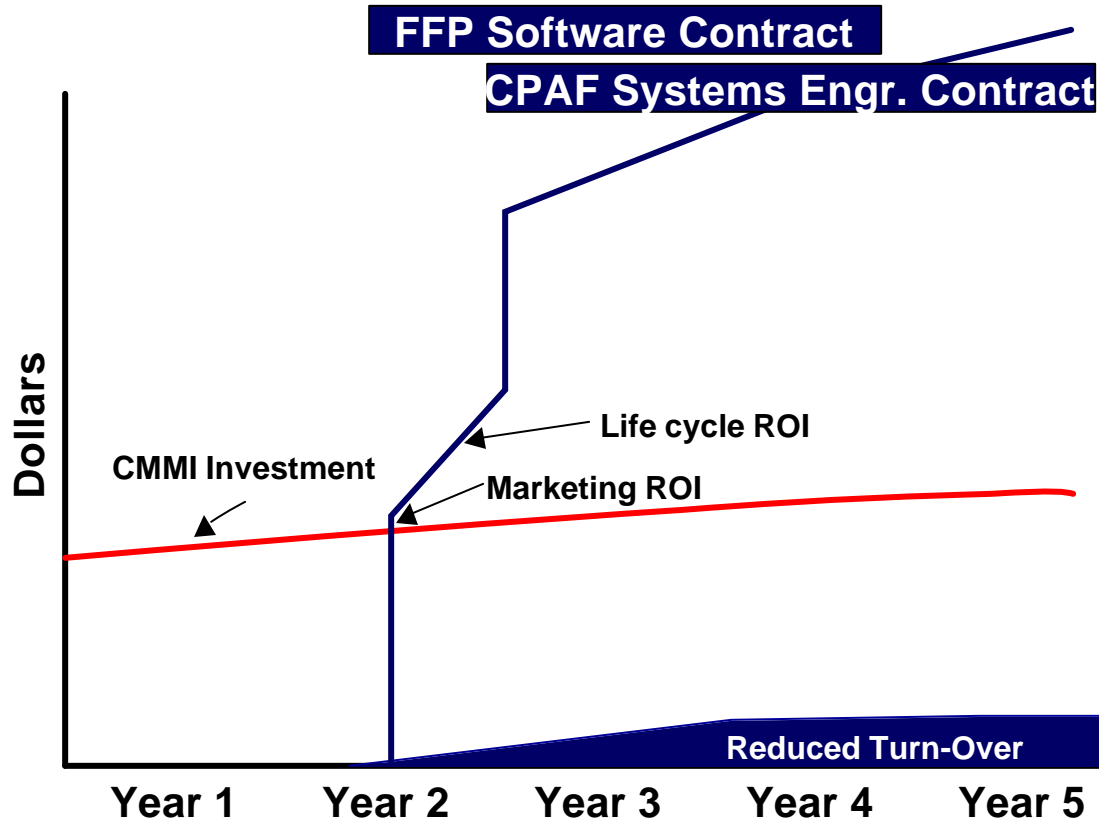 FFP Software Contract
CPAF Systems Engr. Contract
Dollars
Life cycle ROI
CMMI Investment
Marketing ROI
Reduced Turn-Over
Year 1 Year 2 Year 3 Year 4 Year 5